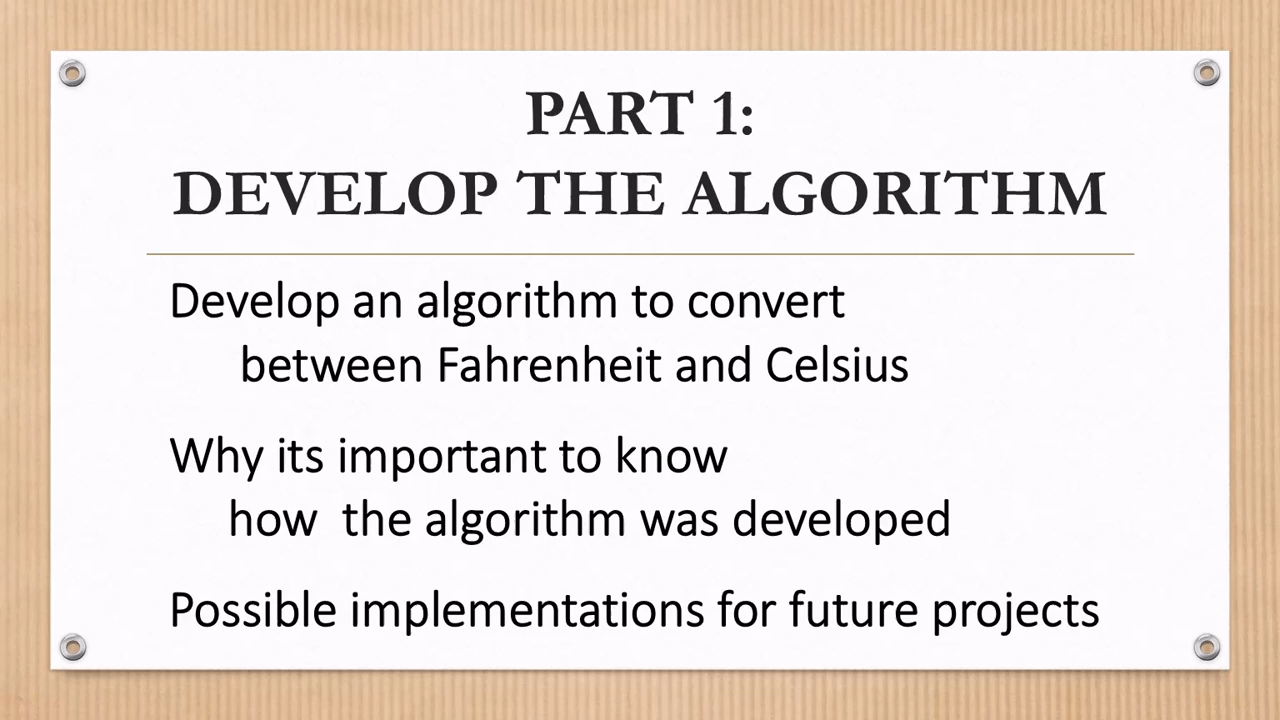 PART 1:
DEVELOP THE ALGORITHM
Develop an algorithm to convert
between Fahrenheit and Celsius
Why its important to know
how  the algorithm was developed
Possible implementations for future projects